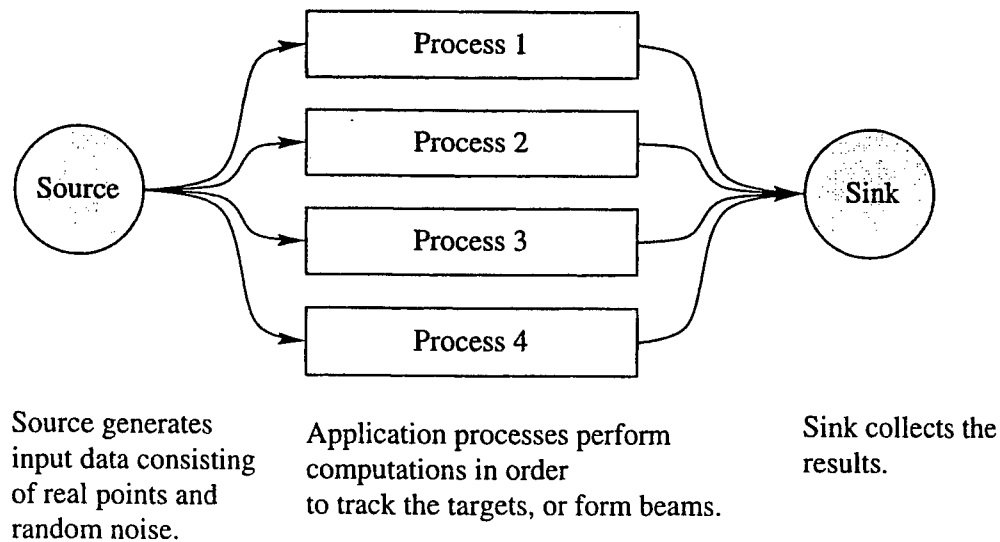 Process 1
Process 2
Source
Sink
Process 3
Process 4
Source generates
input data consisting
of real points and
random noise.
Application processes perform
computations in order
to track the targets, or form beams.
Sink collects the
results.